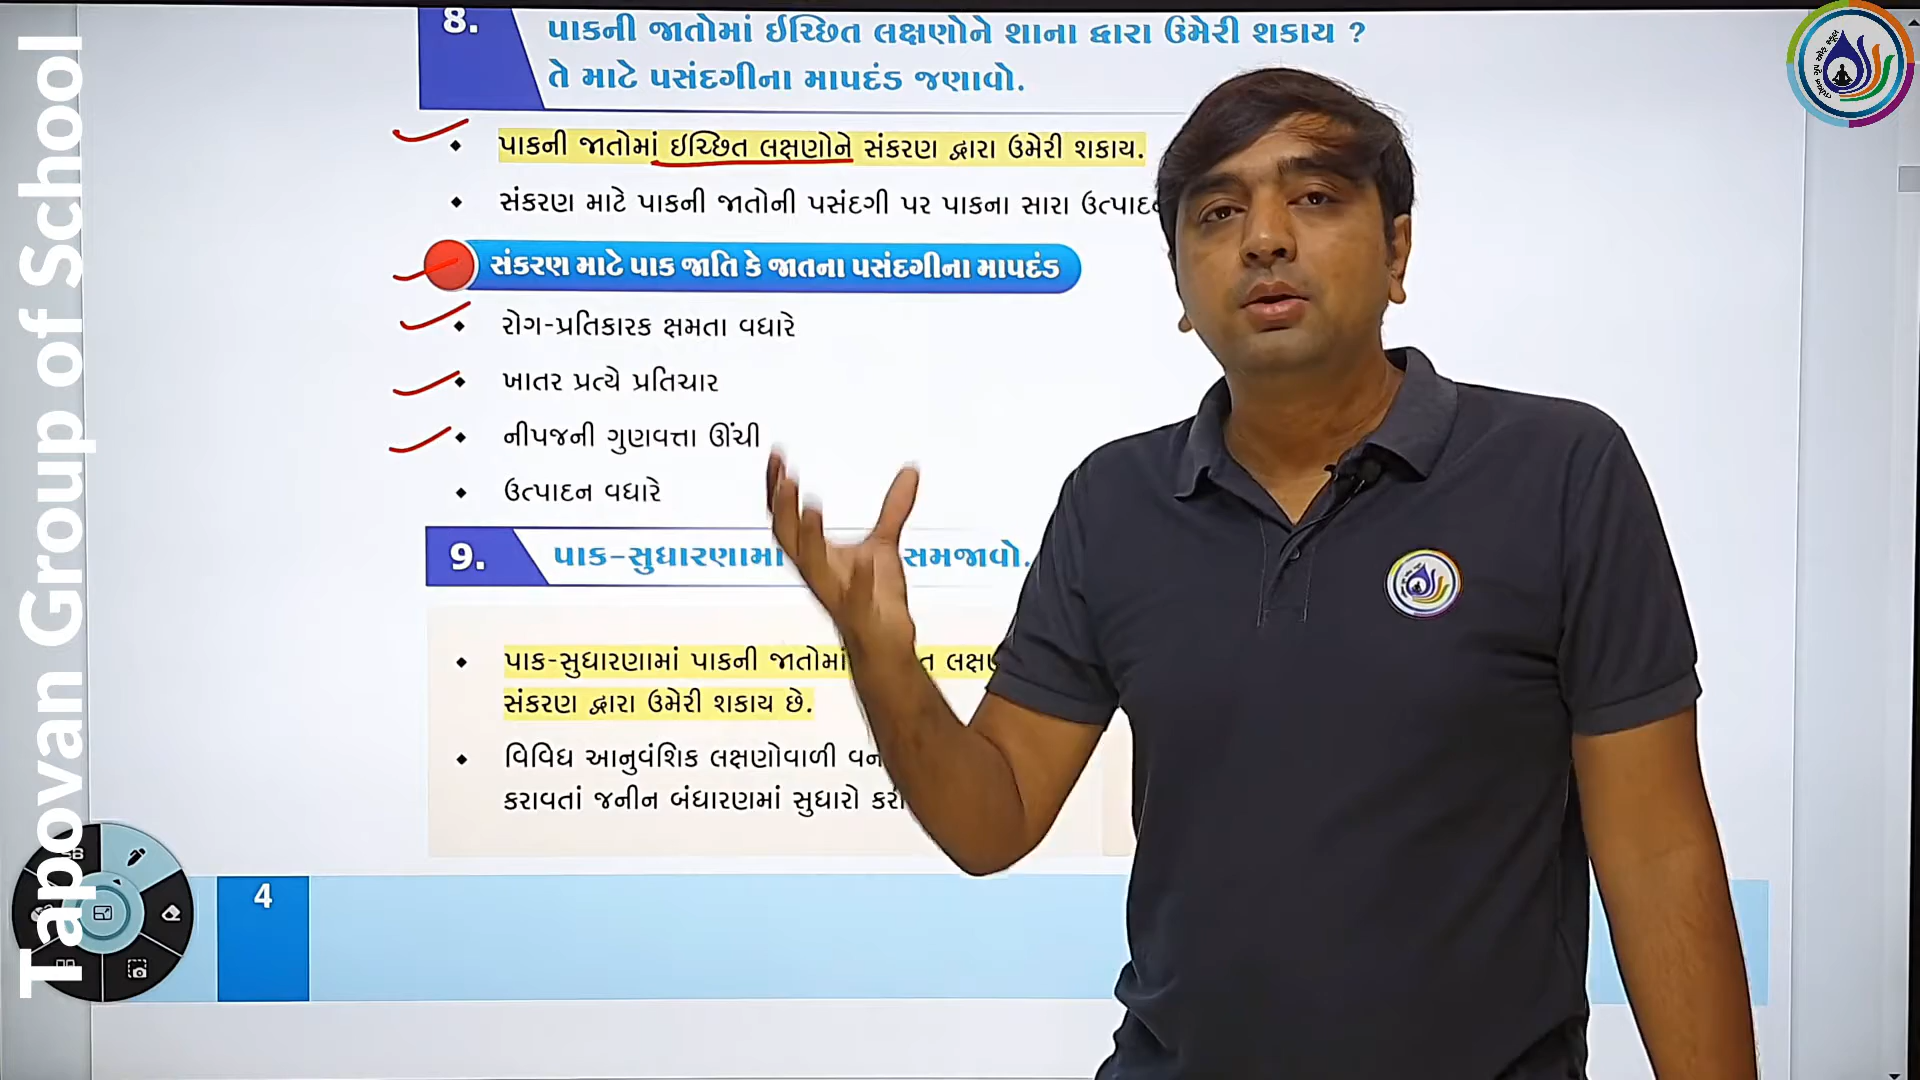 Tapovan Group of School
8.
પાકની જાતોમાં ઇચ્છિત લક્ષણોને શાના દ્વારા ઉમેરી શકાય ?
તે માટે પસંદગીના માપદંડ જણાવો.
પાકની જાતોમાં ઇચ્છિત લક્ષણોને સંકરણ દ્વારા ઉમેરી શકાય.
સંકરણ માટે પાકની જાતોની પસંદગી પર પાકના સારા
સંકરણ માટે પાક જાતિ કે જાતના પસંદગીના માપદંડ
રોગ-પ્રતિકારક ક્ષમતા વધારે
ખાતર પ્રત્યે પ્રતિચાર
નીપજની ગુણવત્તા ઊંચી
ઉત્પાદન વધારે
9.
પાક-સુધારણામાં સમજાવો.
પાક-સુધારણામાં પાકની જાતોમાં
સંકરણ દ્વારા ઉમેરી શકાય છે.
વિવિધ આનુવંશિક લક્ષણોવાળી
કરાવતાં જનીન બંધારણમાં સુધારો
4